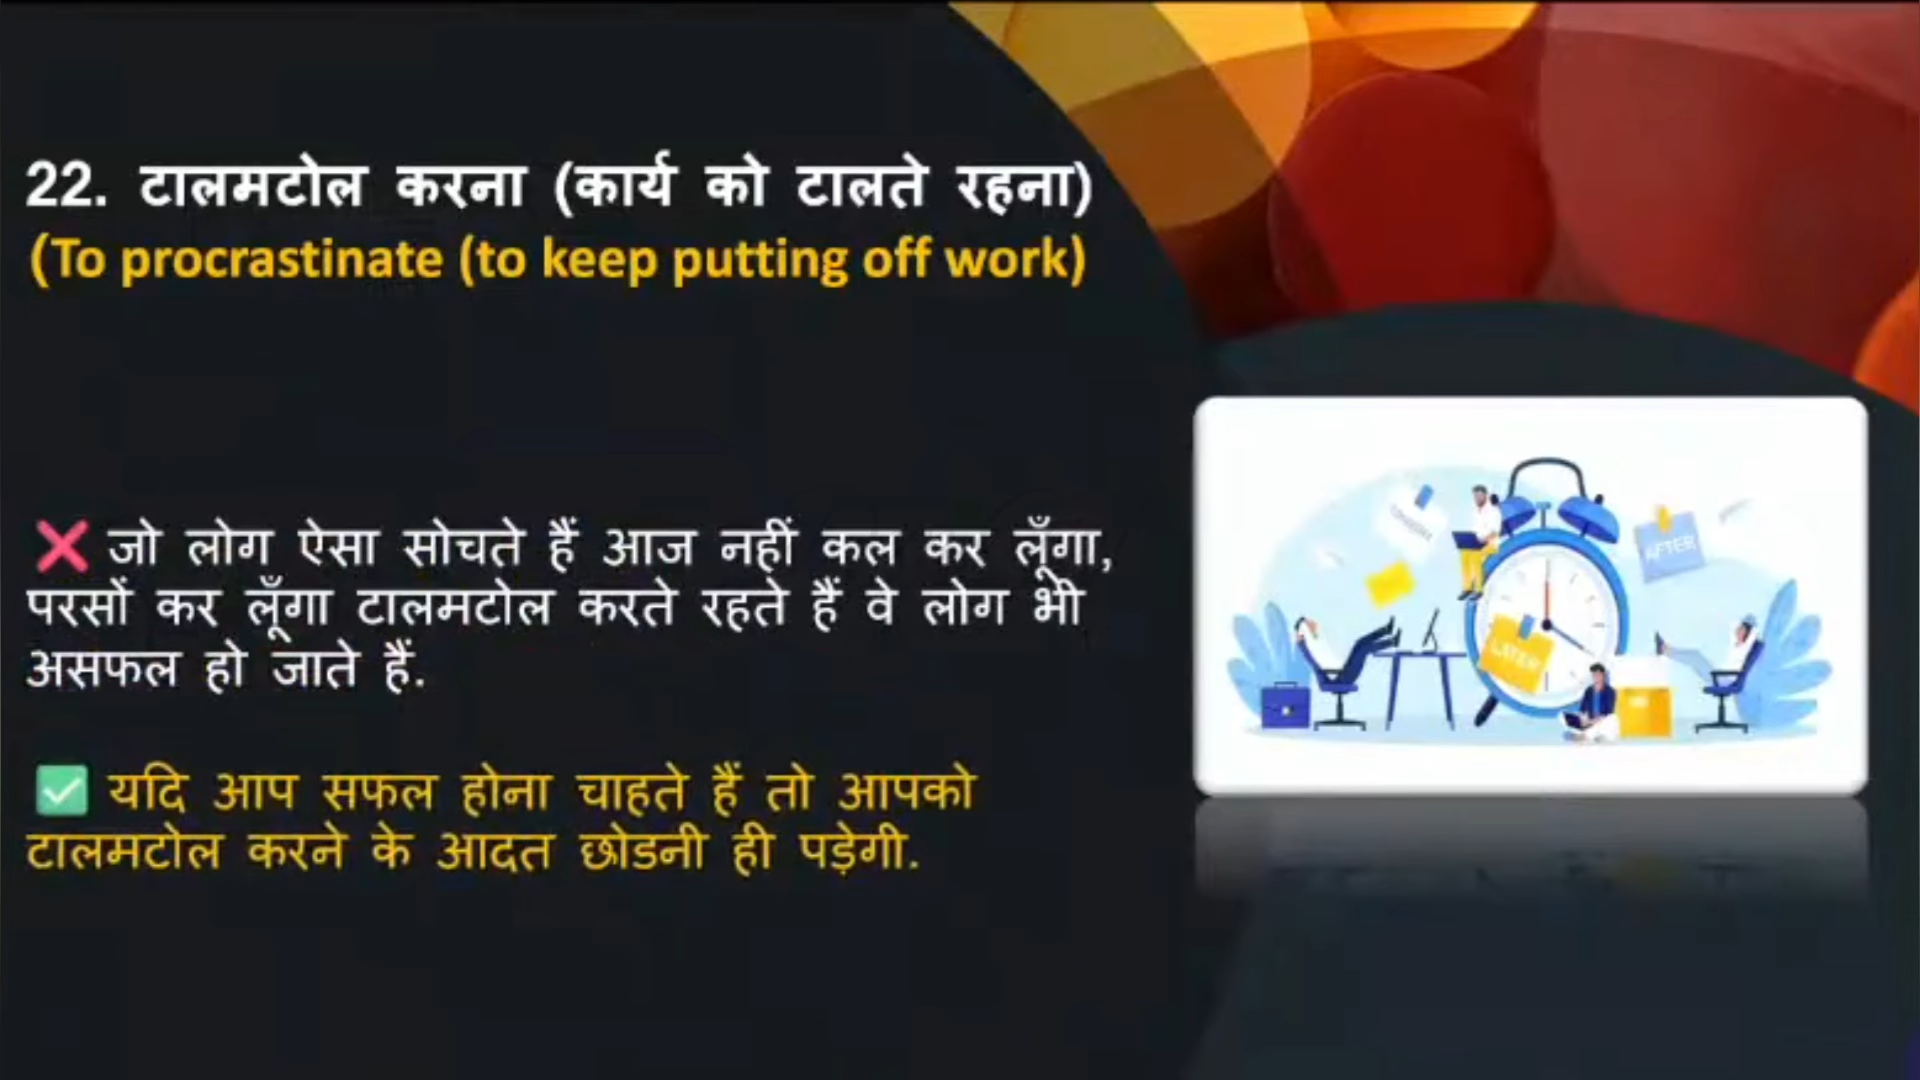 22. टालमटोल करना (कार्य को टालते रहना)
(To procrastinate (to keep putting off work)
❌ जो लोग ऐसा सोचते हैं आज नहीं कल कर लूँगा,
परसों कर लूँगा टालमटोल करते रहते हैं वे लोग भी
असफल हो जाते हैं.
✅ यदि आप सफल होना चाहते हैं तो आपको
टालमटोल करने के आदत छोडनी ही पड़ेगी.
AFTER
LATER